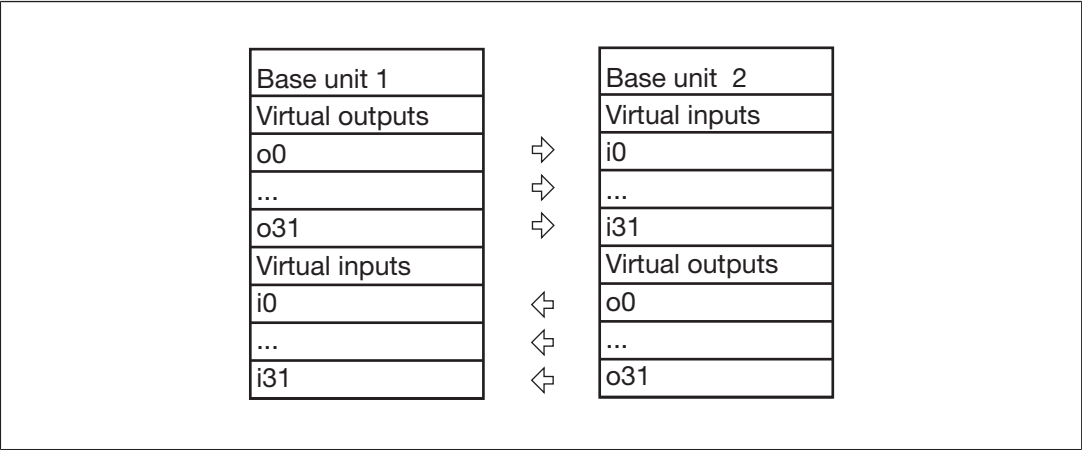 Base unit 1
Virtual outputs
o0
...
o31
Virtual inputs
i0
...
i31
Base unit 2
Virtual inputs
i0
...
i31
Virtual outputs
o0
...
o31